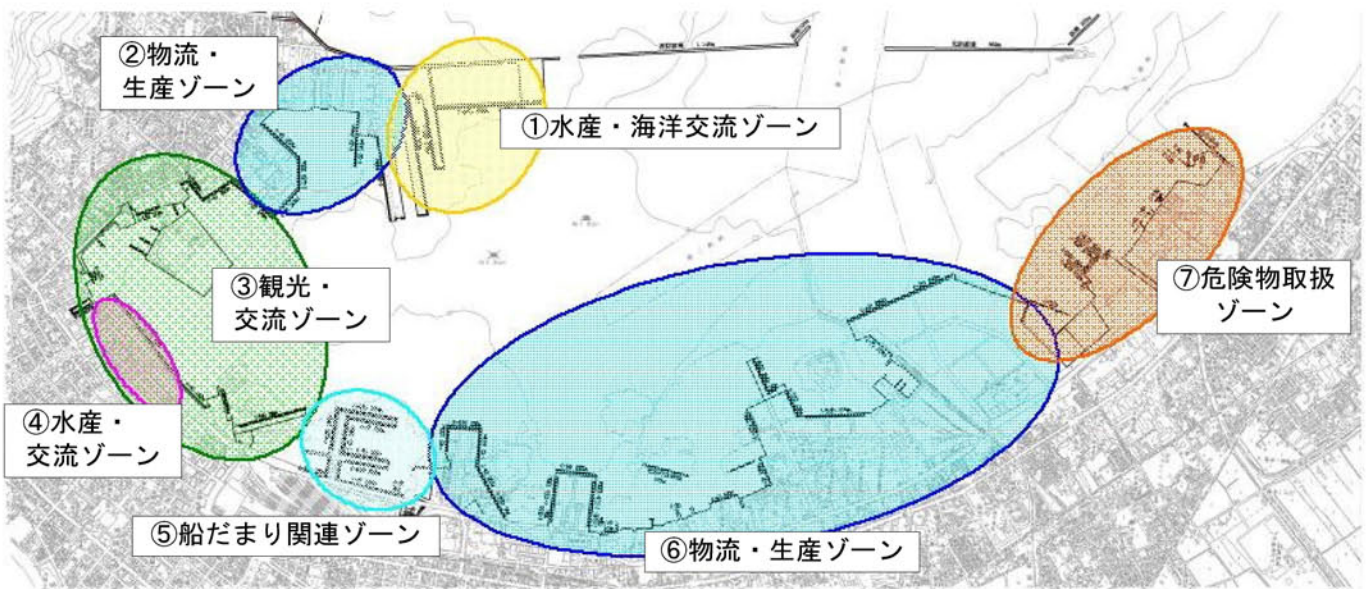 ②物流・
生産ゾーン
①水産・海洋交流ゾーン
③観光・
交流ゾーン
⑦危険物取扱
ゾーン
④水産・
交流ゾーン
⑤船だまり関連ゾーン
⑥物流・生産ゾーン